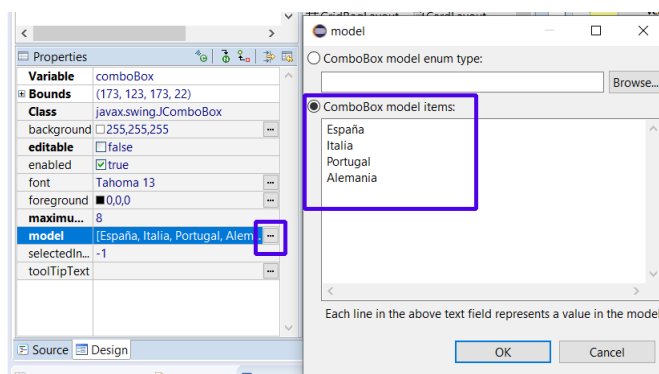 Properties
Variable comboBox
Bounds (173, 123, 173, 22)
Class javax.swing.JComboBox
background 255,255,255 ...
editable false
enabled true
font Tahoma 13 ...
foreground 0,0,0 ...
maximu... 8
model [España, Italia, Portugal, Alem... ...
selectedIn... -1
toolTipText ...
Source Design
model
ComboBox model enum type:
Browse...
ComboBox model items:
España
Italia
Portugal
Alemania
Each line in the above text field represents a value in the model
OK Cancel